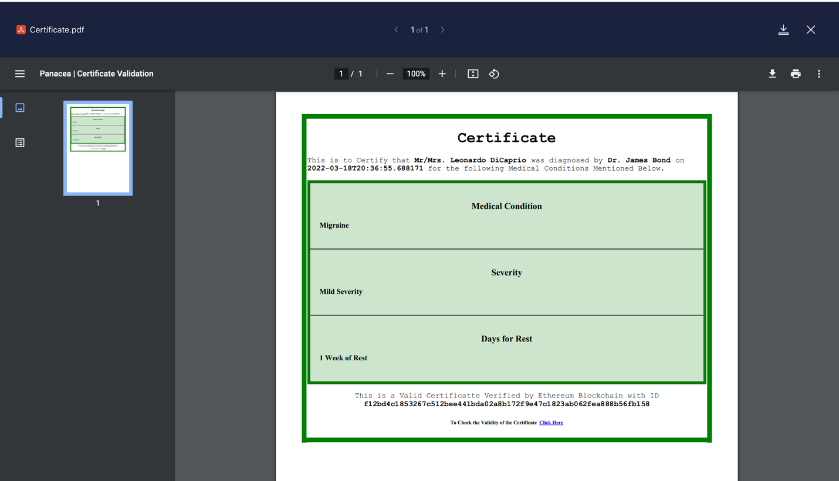 Certificate.pdf
1 of 1
Panacea | Certificate Validation
1 / 1
100%
1
Certificate
This is to Certify that Mr/Mrs. Leonardo DiCaprio was diagnosed by Dr. James Bond on
2022-03-18T20:36:55.688171 for the following Medical Conditions Mentioned Below.
Medical Condition
Migraine
Severity
Mild Severity
Days for Rest
1 Week of Rest
This is a Valid Certificatte Verified by Ethereum Blockchain with ID
f12bd4c1853267c512bee441bda02a8b172f9e47c1823ab062fea888b56fb158
To Check the Validity of the Certificate Click Here